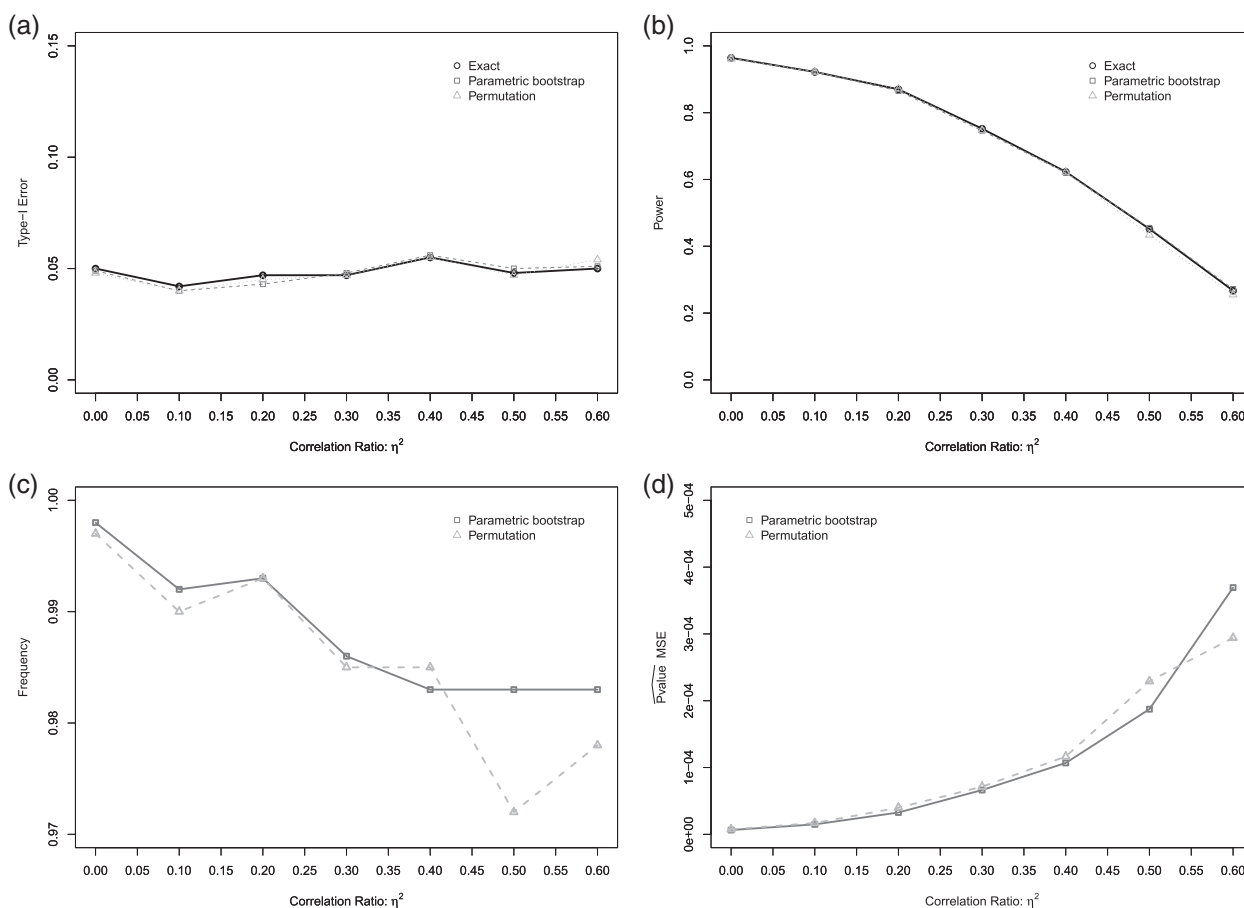 (a)
0.15
0.10
0.05
0.00
Type−I Error
Exact
Parametric bootstrap
Permutation
0.00 0.05 0.10 0.15 0.20 0.25 0.30 0.35 0.40 0.45 0.50 0.55 0.60
Correlation Ratio: η²
(b)
1.0
0.8
0.6
0.4
0.2
0.0
Power
Exact
Parametric bootstrap
Permutation
0.00 0.05 0.10 0.15 0.20 0.25 0.30 0.35 0.40 0.45 0.50 0.55 0.60
Correlation Ratio: η²
(c)
1.00
0.99
0.98
0.97
Frequency
Parametric bootstrap
Permutation
0.00 0.05 0.10 0.15 0.20 0.25 0.30 0.35 0.40 0.45 0.50 0.55 0.60
Correlation Ratio: η²
(d)
5e−04
4e−04
3e−04
2e−04
1e−04
0e+00
Pvalue MSE
Parametric bootstrap
Permutation
0.00 0.05 0.10 0.15 0.20 0.25 0.30 0.35 0.40 0.45 0.50 0.55 0.60
Correlation Ratio: η²